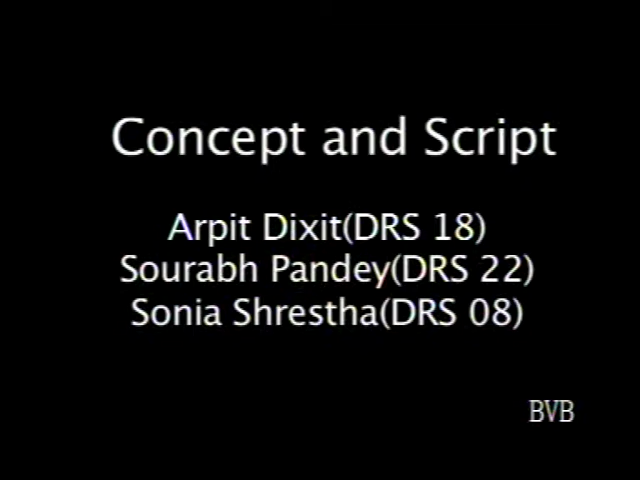 Concept and Script
Arpit Dixit(DRS 18)
Sourabh Pandey(DRS 22)
Sonia Shrestha(DRS 08)
BVB